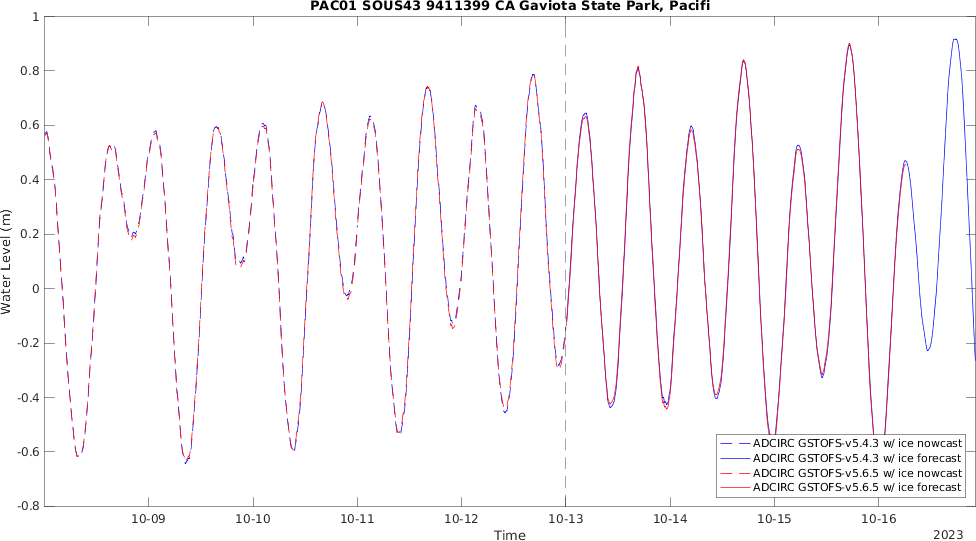 PAC01 SOUS43 9411399 CA Gaviota State Park, Pacifi
1
0.8
0.6
0.4
0.2
0
-0.2
-0.4
-0.6
-0.8
Water Level (m)
ADCIRC GSTOFS-v5.4.3 w/ ice nowcast
ADCIRC GSTOFS-v5.4.3 w/ ice forecast
ADCIRC GSTOFS-v5.6.5 w/ ice nowcast
ADCIRC GSTOFS-v5.6.5 w/ ice forecast
10-09 10-10 10-11 10-12 10-13 10-14 10-15 10-16
Time
2023